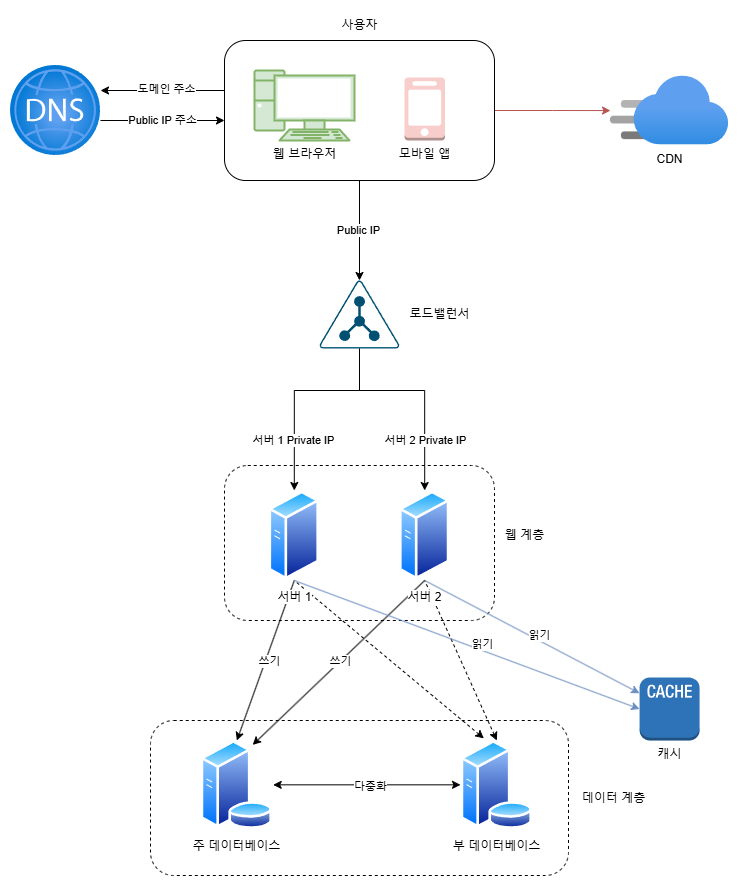 사용자
DNS
도메인 주소
Public IP 주소
웹 브라우저
모바일 앱
CDN
Public IP
로드밸런서
서버 1 Private IP
서버 2 Private IP
웹 계층
서버 1
서버 2
읽기
읽기
쓰기
쓰기
CACHE
캐시
다중화
데이터 계층
주 데이터베이스
부 데이터베이스